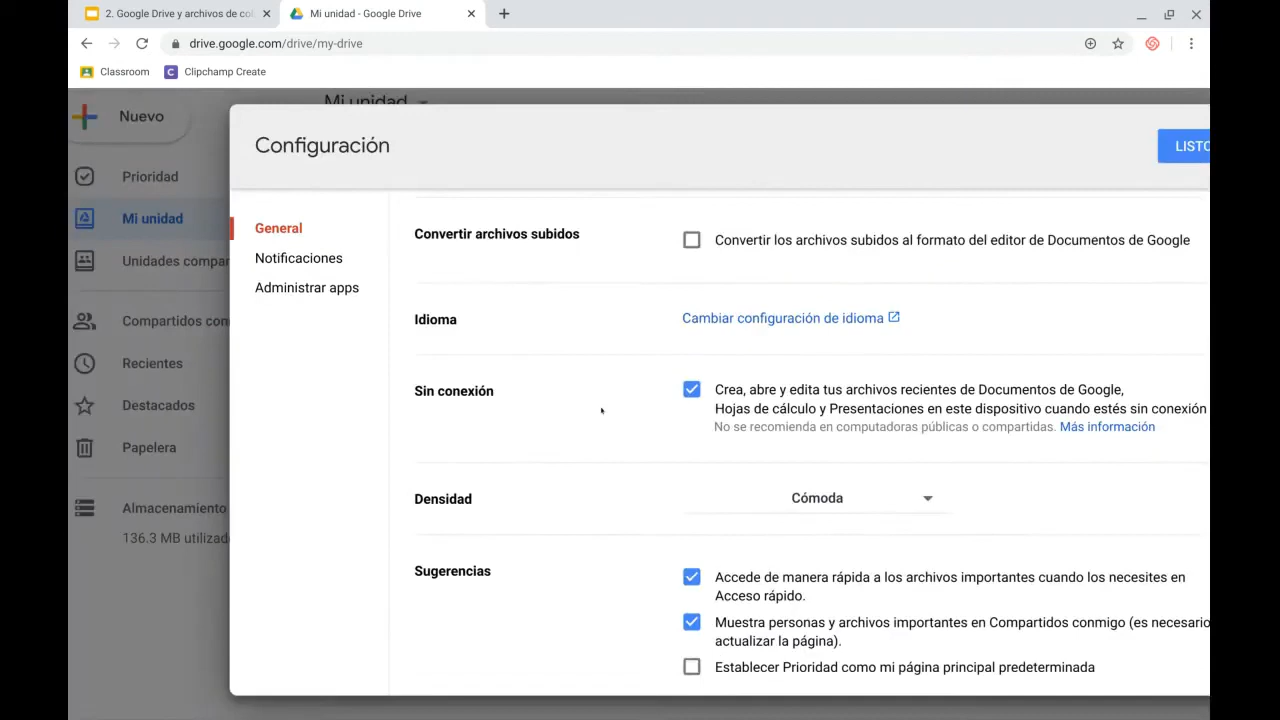 2. Google Drive y archivos de col
Mi unidad - Google Drive
drive.google.com/drive/my-drive
Classroom
Clipchamp Create
Nuevo
Mi unidad
Configuración
LISTO
Prioridad
Mi unidad
Unidades compar
Compartidos con
Recientes
Destacados
Papelera
Almacenamiento
136.3 MB utilizad
General
Notificaciones
Administrar apps
Convertir archivos subidos
Convertir los archivos subidos al formato del editor de Documentos de Google
Idioma
Cambiar configuración de idioma
Sin conexión
Crea, abre y edita tus archivos recientes de Documentos de Google,
Hojas de cálculo y Presentaciones en este dispositivo cuando estés sin conexión
No se recomienda en computadoras públicas o compartidas. Más información
Densidad
Cómoda
Sugerencias
Accede de manera rápida a los archivos importantes cuando los necesites en
Acceso rápido.
Muestra personas y archivos importantes en Compartidos conmigo (es necesario
actualizar la página).
Establecer Prioridad como mi página principal predeterminada